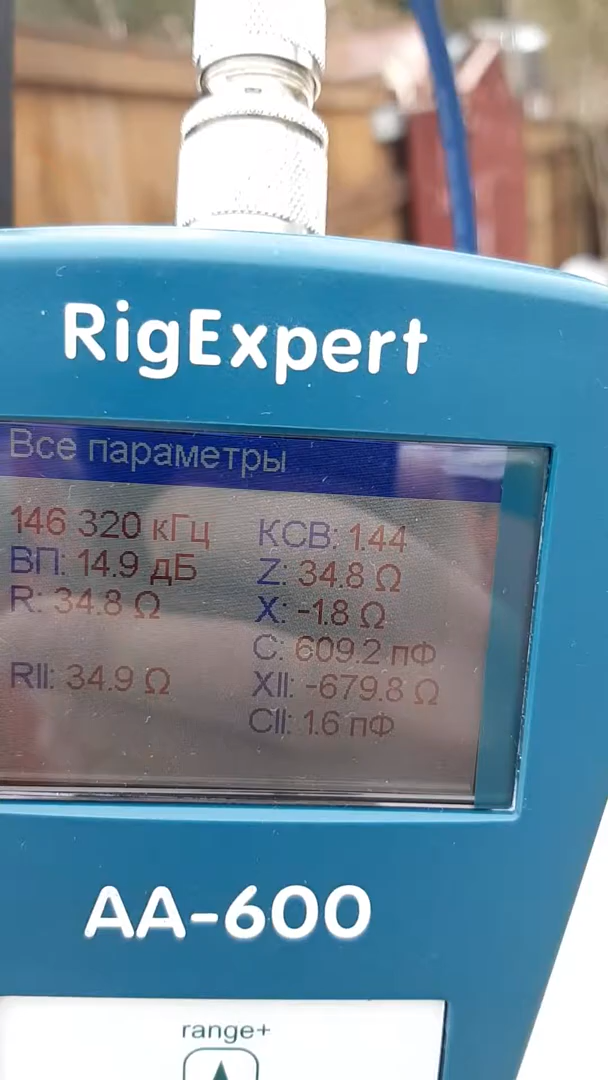 RigExpert
Все параметры
146 320 кГц КСВ: 1.44
ВП: 14.9 дБ Z: 34.8 Ω
R: 34.8 Ω X: -1.8 Ω
C: 609.2 пФ
RII: 34.9 Ω XII: -679.8 Ω
CII: 1.6 пФ
AA-600
range+